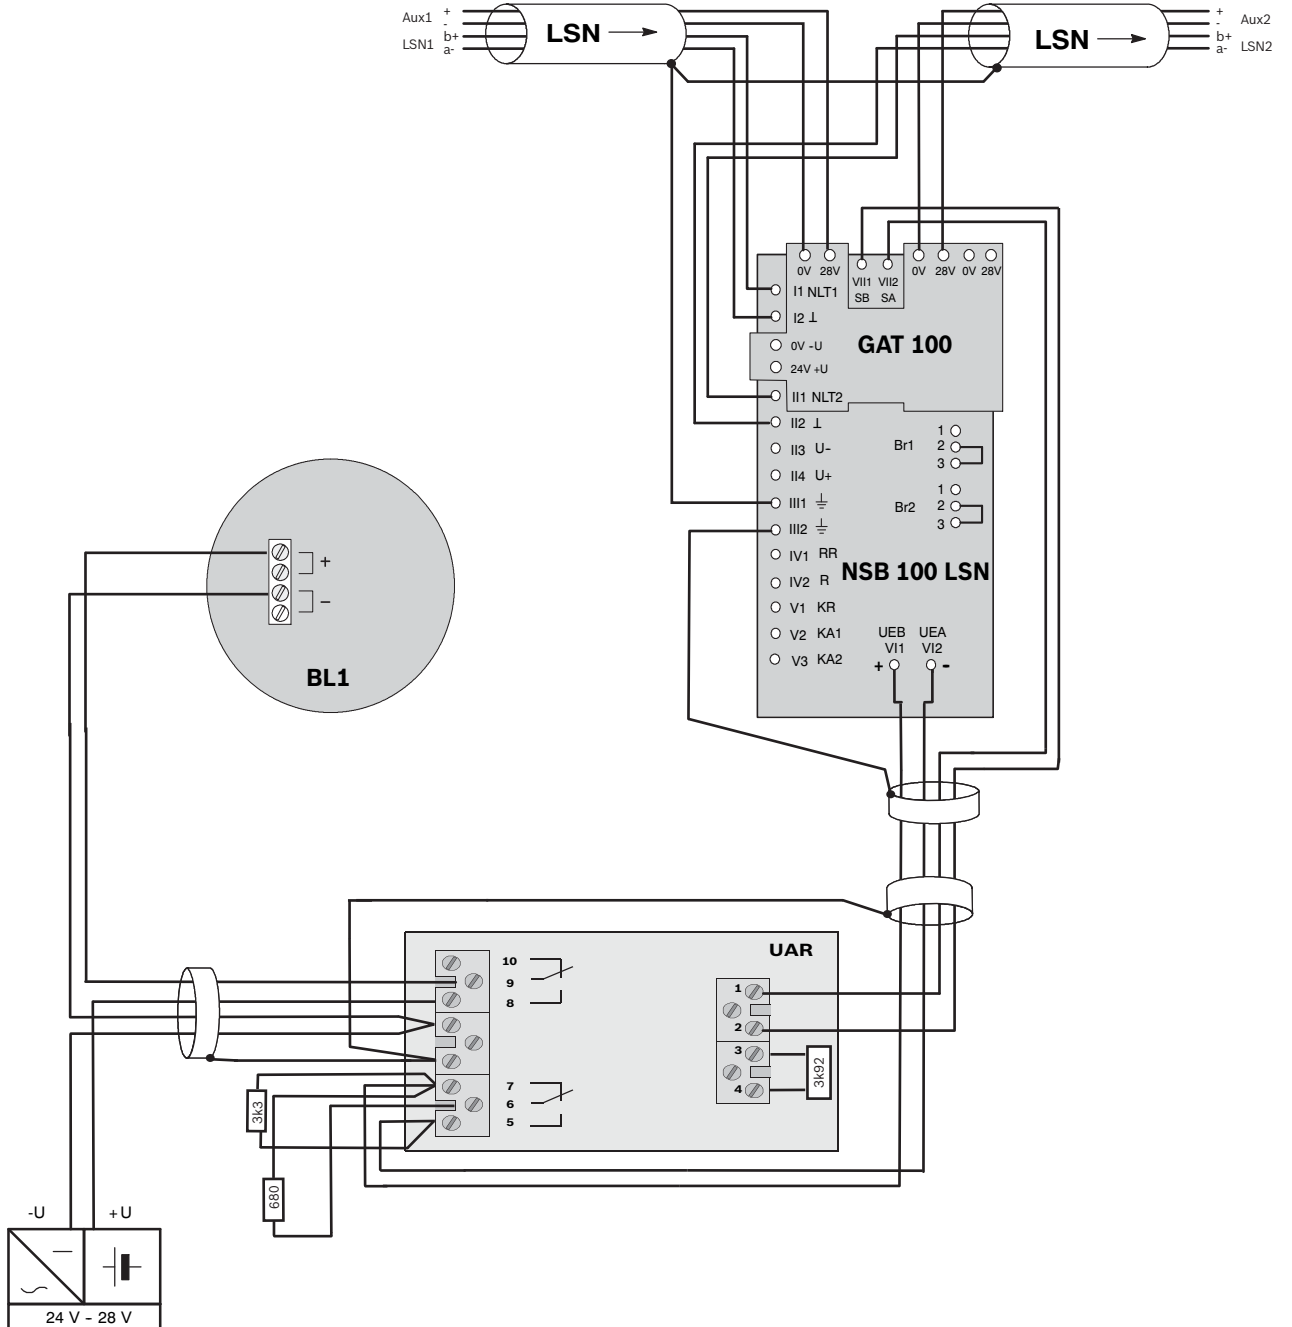 Aux1 + + Aux2
- -
LSN b+ b+ LSN
LSN1 a- a- LSN2
0V 28V VII1 VII2 0V 28V 0V 28V
SB SA
I1 NLT1
I2 ⊥
GAT 100
0V -U
24V +U
II1 NLT2
II2 ⊥
II3 U-
II4 U+
III1 ⏚
III2 ⏚
IV1 RR
IV2 R
V1 KR
V2 KA1
V3 KA2
Br1 1
2
3
Br2 1
2
3
NSB 100 LSN
UEB UEA
VI1 VI2
+ -
+
–
BL1
UAR
10
9
8
7
6
5
1
2
3
4
3k92
3k3
680
-U +U
24 V - 28 V